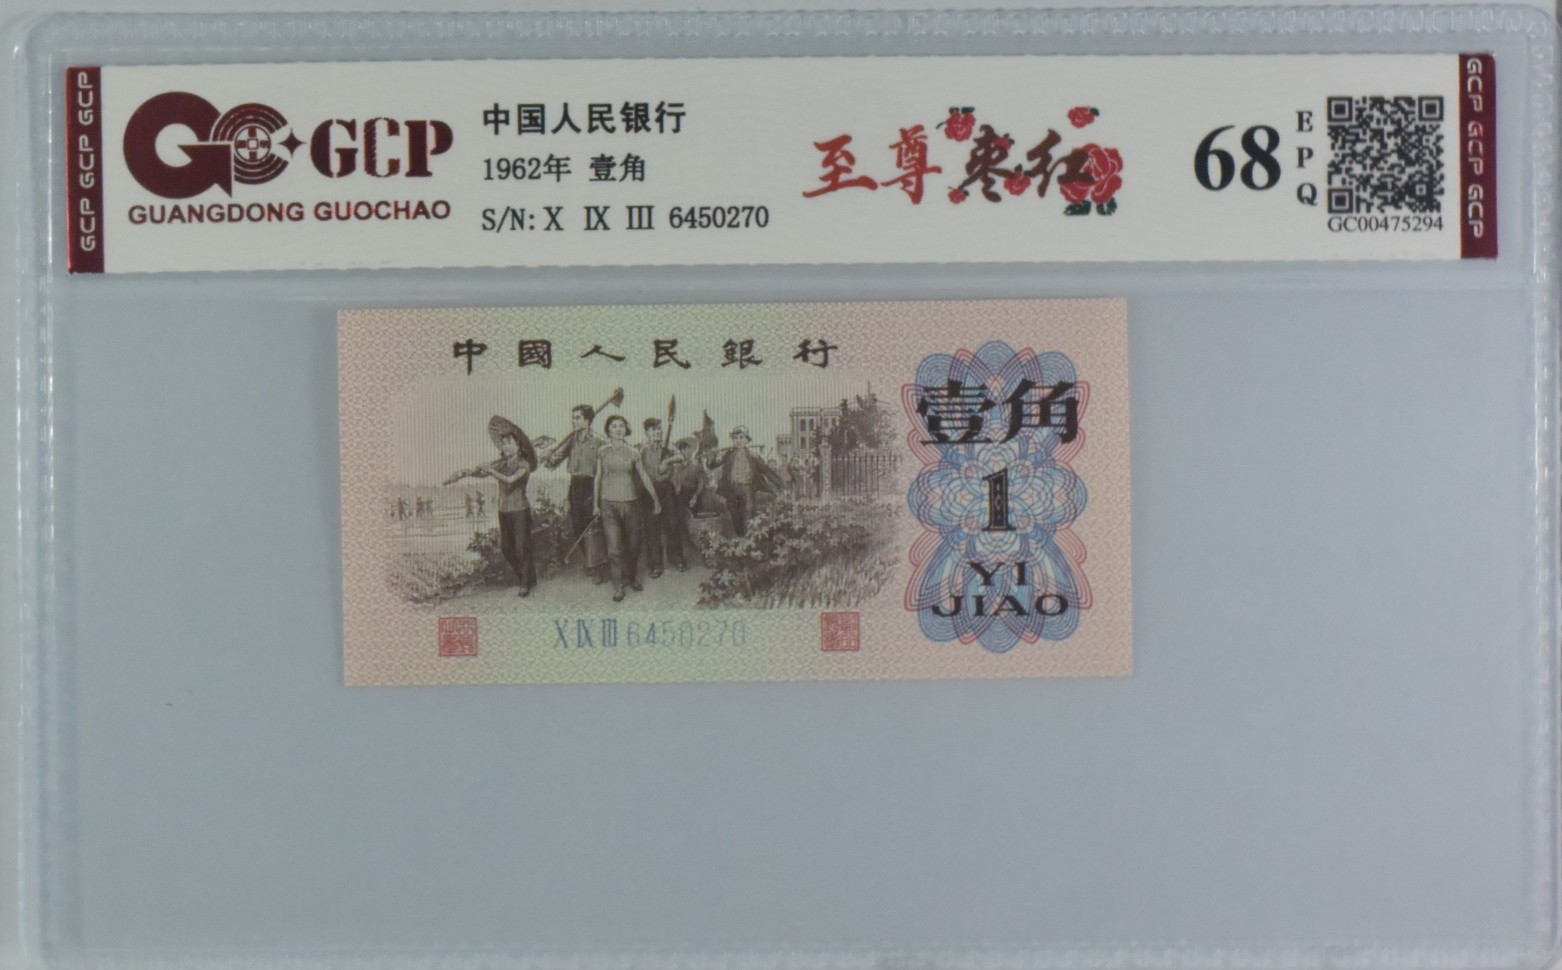 GCP GCP GCP
GCP
GUANGDONG GUOCHAO
中国人民银行
1962年 壹角
S/N: X IX III 6450270
至尊枣红
68
EPQ
GC00475294
GCP GCP GCP
中國人民銀行
壹角
1
YI
JIAO
X IX III 6450270